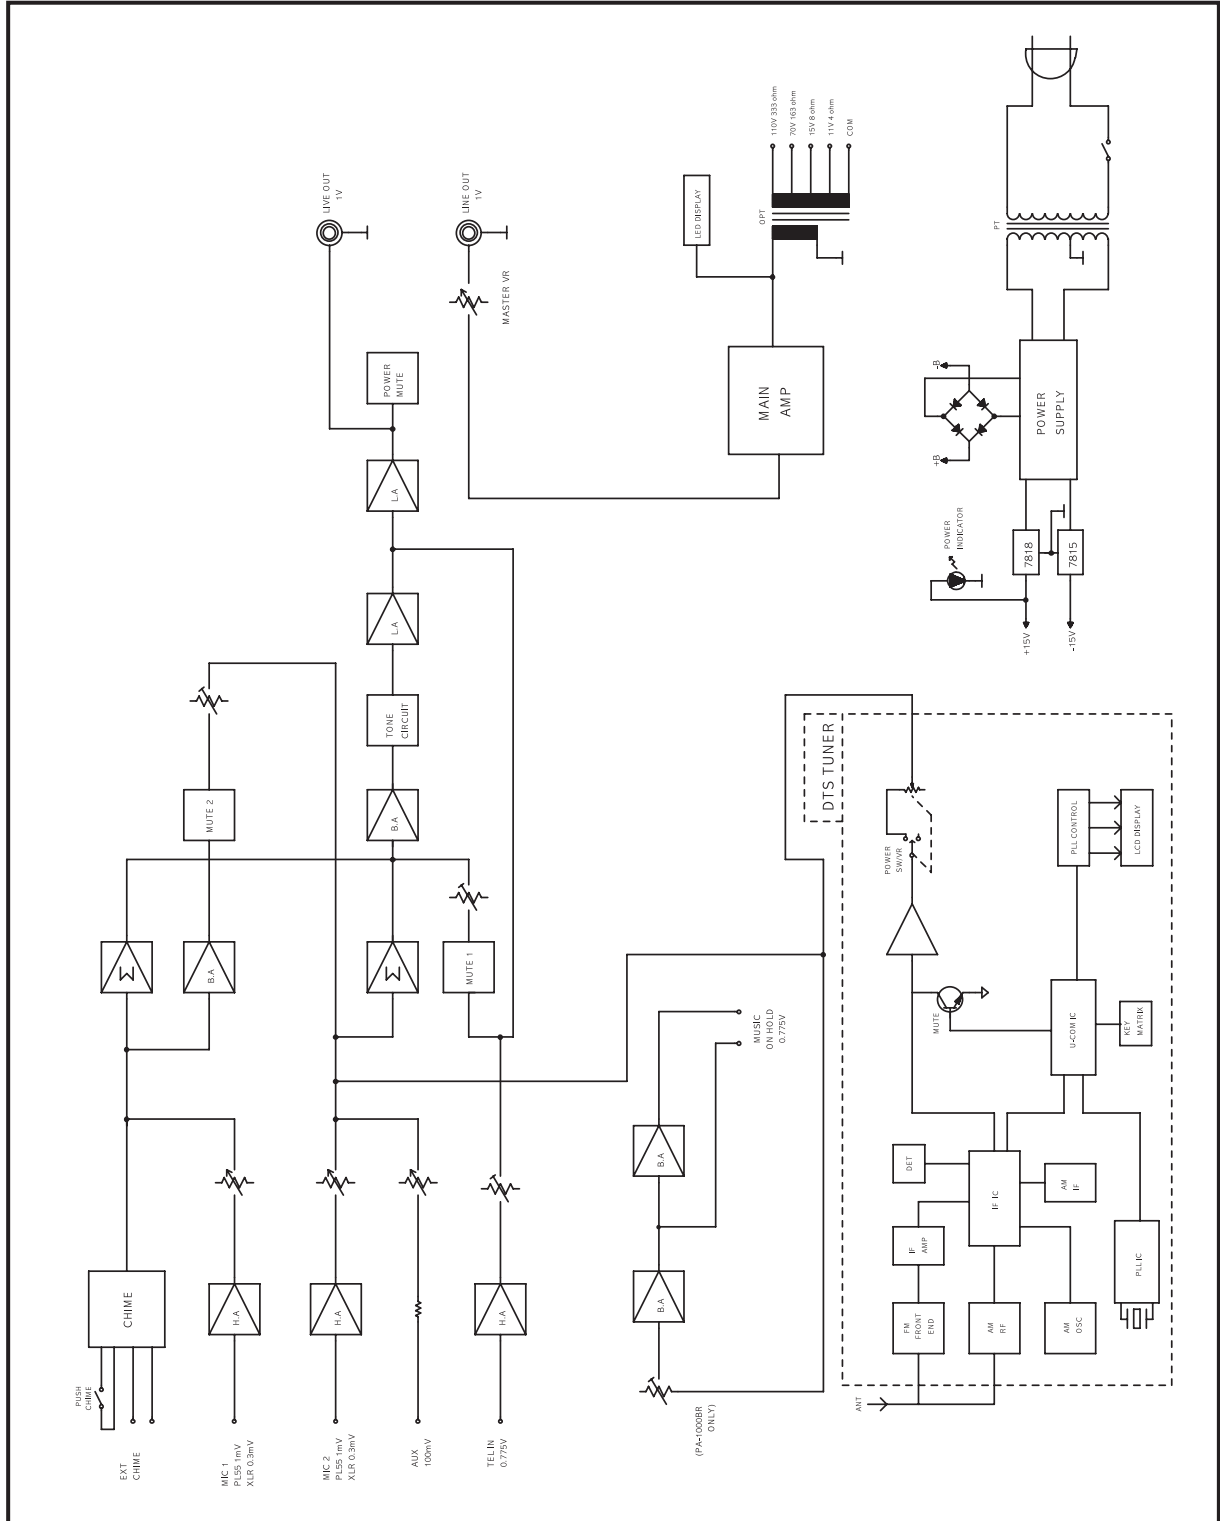 LIVE OUT
1V
LINE OUT
1V
MASTER VR
POWER
MUTE
L.A
L.A
TONE
CIRCUIT
B.A
MUTE 2
Σ
B.A
Σ
MUTE 1
CHIME
H.A
H.A
H.A
PUSH
CHIME
EXT
CHIME
MIC 1
PL55 1mV
XLR 0.3mV
MIC 2
PL55 1mV
XLR 0.3mV
AUX
100mV
TEL IN
0.775V
LED DISPLAY
110V 333 ohm
70V 163 ohm
15V 8 ohm
11V 4 ohm
COM
OPT
MAIN
AMP
MUSIC
ON HOLD
0.775V
B.A
B.A
(PA-1000BR
ONLY)
PT
POWER
SUPPLY
-B
+B
POWER
INDICATOR
7818
7815
+15V
-15V
DTS TUNER
POWER
SW/VR
PLL CONTROL
LCD DISPLAY
MUTE
U-COM IC
KEY
MATRIX
DET
IF IC
AM
IF
IF
AMP
PLL IC
FM
FRONT
END
AM
RF
AM
OSC
ANT